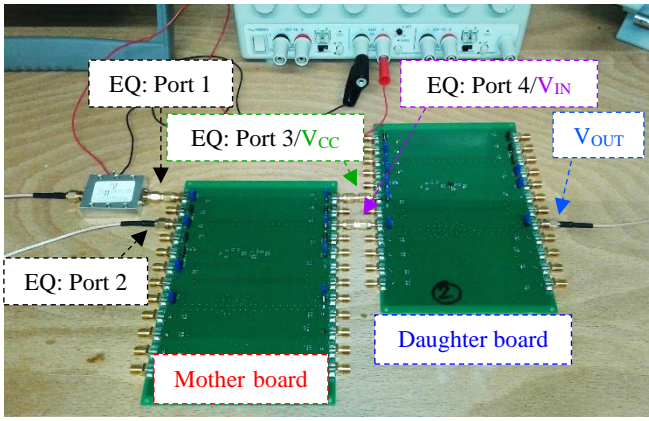 EQ: Port 1
EQ: Port 4/VIN
EQ: Port 3/VCC
VOUT
EQ: Port 2
2
Daughter board
Mother board